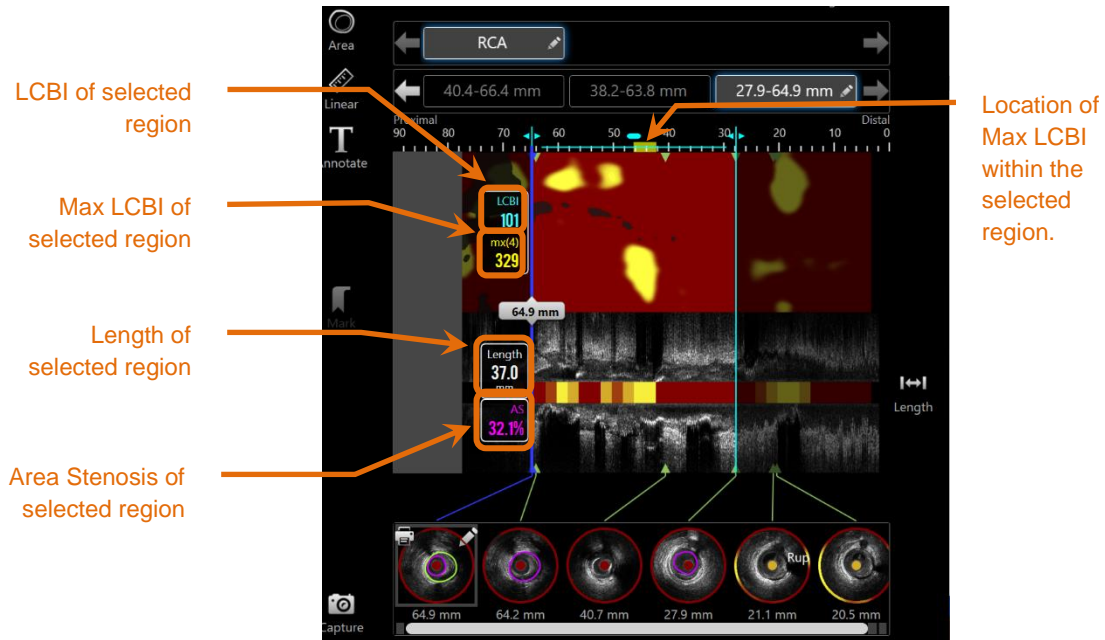 Area
RCA
LCBI of selected
region
Linear
40.4-66.4 mm
38.2-63.8 mm
27.9-64.9 mm
Location of
Max LCBI
within the
selected
region.
Proximal
Distal
90 80 70 60 50 40 30 20 10 0
T
nnotate
LCBI
101
Max LCBI of
selected region
mx(4)
329
Mark
64.9 mm
Length of
selected region
Length
37.0
mm
Length
AS
32.1%
Area Stenosis of
selected region
Rup
64.9 mm
64.2 mm
40.7 mm
27.9 mm
21.1 mm
20.5 mm
Capture